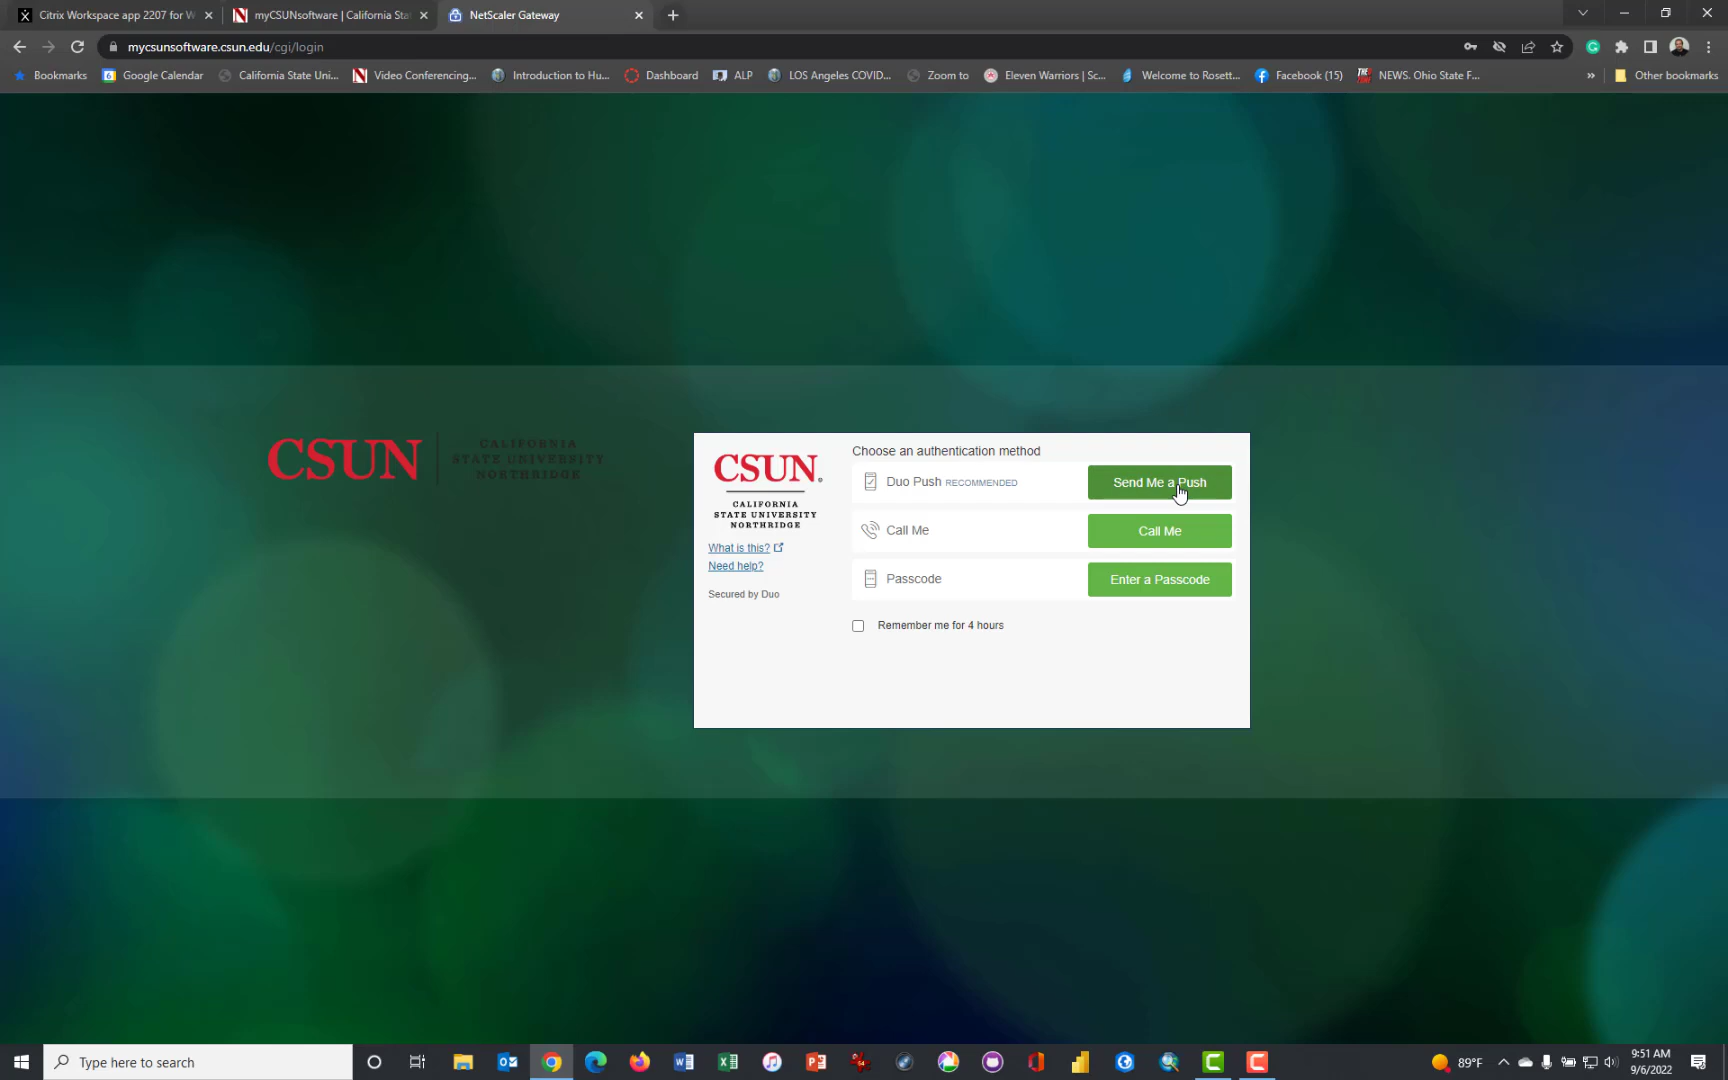 Citrix Workspace app 2207 for W
myCSUNsoftware | California Sta
NetScaler Gateway
mycsunsoftware.csun.edu/cgi/login
Bookmarks
Google Calendar
California State Uni...
Video Conferencing...
Introduction to Hu...
Dashboard
ALP
LOS Angeles COVID...
Zoom to
Eleven Warriors | Sc...
Welcome to Rosett...
Facebook (15)
NEWS. Ohio State F...
»
Other bookmarks
CSUN
CALIFORNIA
STATE UNIVERSITY
NORTHRIDGE
CSUN
CALIFORNIA
STATE UNIVERSITY
NORTHRIDGE
What is this?
Need help?
Secured by Duo
Choose an authentication method
Duo Push RECOMMENDED
Send Me a Push
Call Me
Call Me
Passcode
Enter a Passcode
Remember me for 4 hours
Type here to search
89°F
9:51 AM
9/6/2022